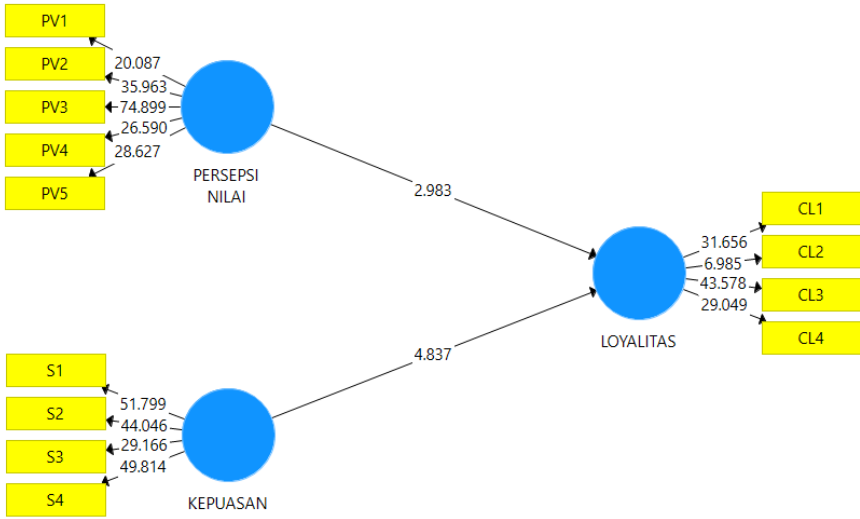 PV1
PV2
PV3
PV4
PV5
20.087
35.963
74.899
26.590
28.627
PERSEPSI
NILAI
2.983
CL1
CL2
CL3
CL4
31.656
6.985
43.578
29.049
LOYALITAS
4.837
S1
S2
S3
S4
51.799
44.046
29.166
49.814
KEPUASAN